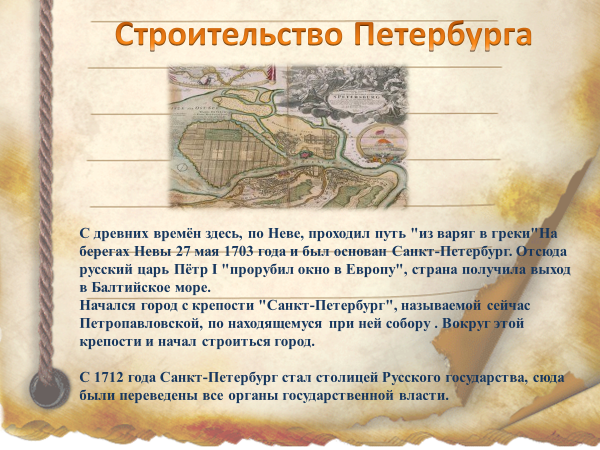 Строительство Петербурга
С древних времён здесь, по Неве, проходил путь "из варяг в греки"На
берегах Невы 27 мая 1703 года и был основан Санкт-Петербург. Отсюда
русский царь Пётр I "прорубил окно в Европу", страна получила выход
в Балтийское море.
Начался город с крепости "Санкт-Петербург", называемой сейчас
Петропавловской, по находящемуся при ней собору . Вокруг этой
крепости и начал строиться город.
С 1712 года Санкт-Петербург стал столицей Русского государства, сюда
были переведены все органы государственной власти.